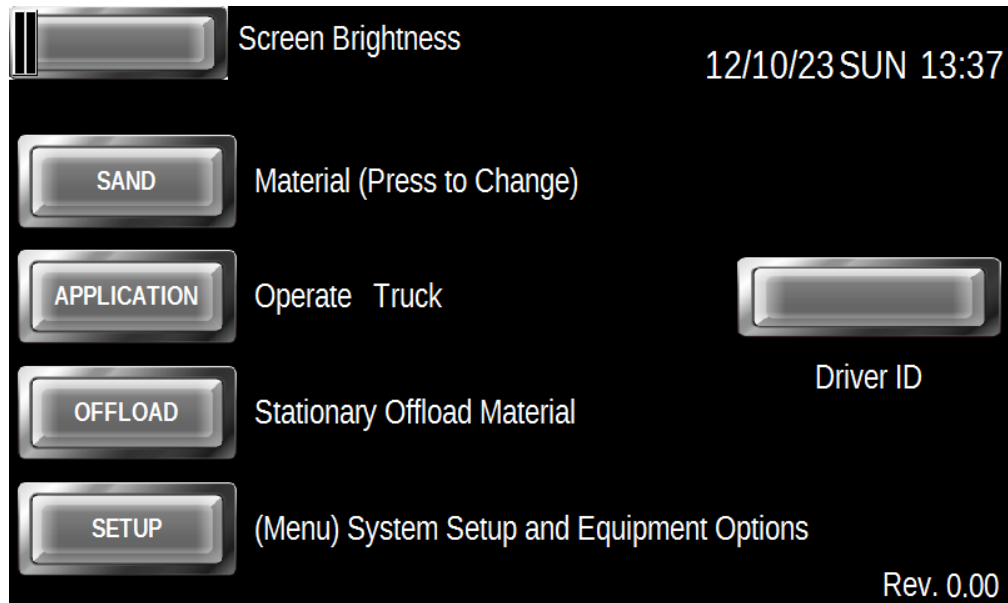 Screen Brightness
12/10/23 SUN 13:37
SAND Material (Press to Change)
APPLICATION Operate Truck
Driver ID
OFFLOAD Stationary Offload Material
SETUP (Menu) System Setup and Equipment Options
Rev. 0.00